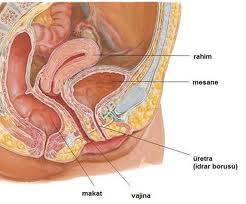 rahim
mesane
üretra
(idrar borusu)
makat
vajina